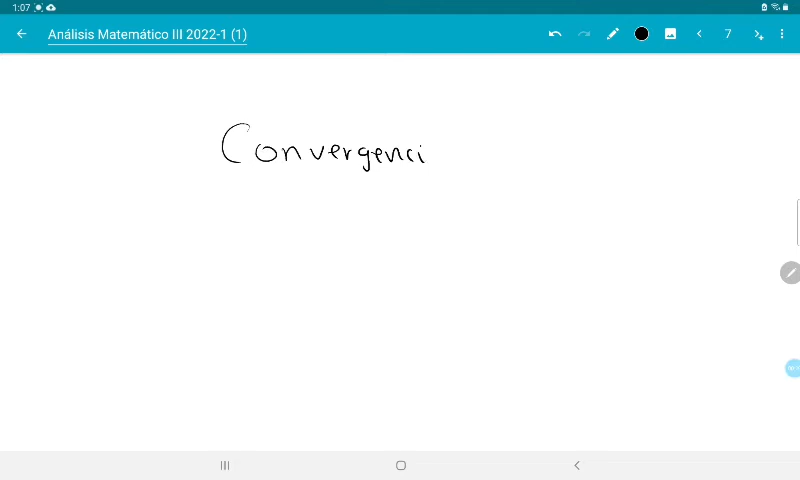 1:07
Análisis Matemático III 2022-1 (1)
7
Convergenci